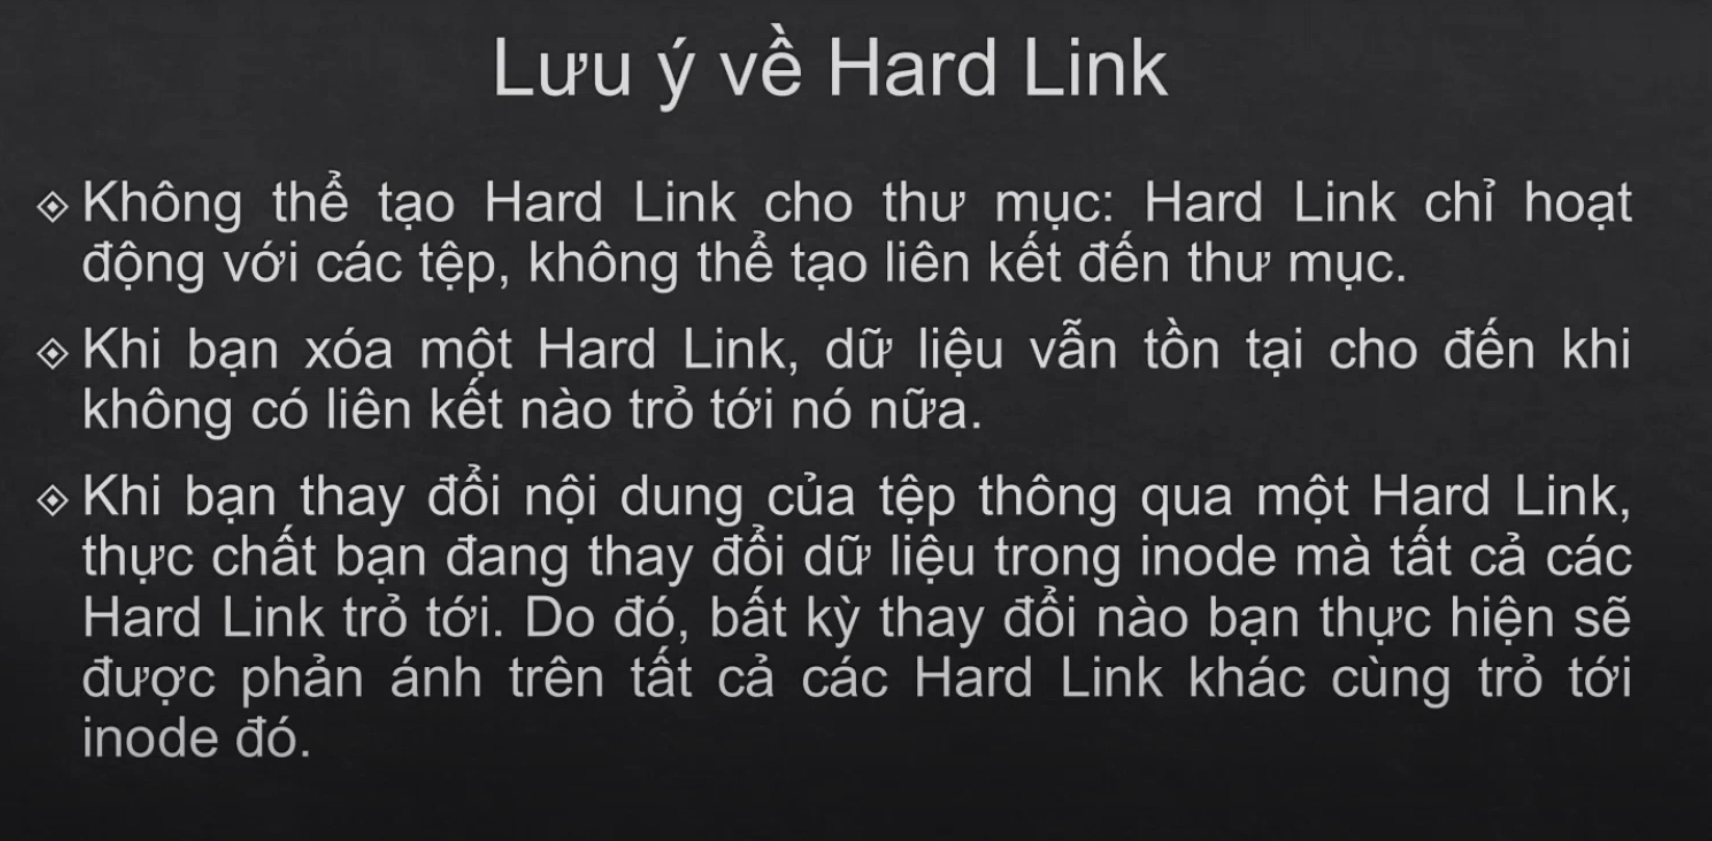 Lưu ý về Hard Link
Không thể tạo Hard Link cho thư mục: Hard Link chỉ hoạt
động với các tệp, không thể tạo liên kết đến thư mục.
Khi bạn xóa một Hard Link, dữ liệu vẫn tồn tại cho đến khi
không có liên kết nào trỏ tới nó nữa.
Khi bạn thay đổi nội dung của tệp thông qua một Hard Link,
thực chất bạn đang thay đổi dữ liệu trong inode mà tất cả các
Hard Link trỏ tới. Do đó, bất kỳ thay đổi nào bạn thực hiện sẽ
được phản ánh trên tất cả các Hard Link khác cùng trỏ tới
inode đó.